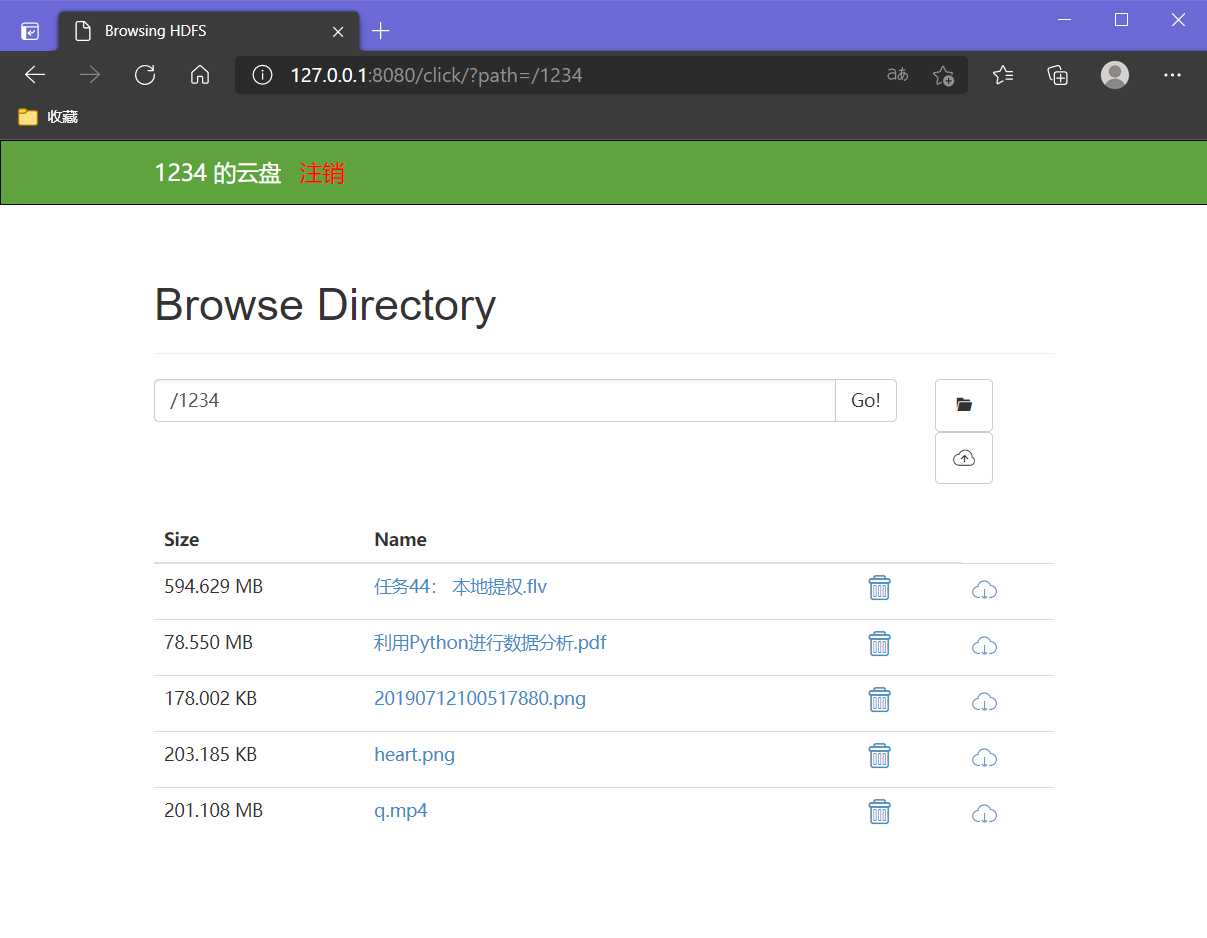 Browsing HDFS
127.0.0.1:8080/click/?path=/1234
aあ
收藏
1234 的云盘 注销
Browse Directory
/1234 Go!
Size Name
594.629 MB 任务44： 本地提权.flv
78.550 MB 利用Python进行数据分析.pdf
178.002 KB 20190712100517880.png
203.185 KB heart.png
201.108 MB q.mp4